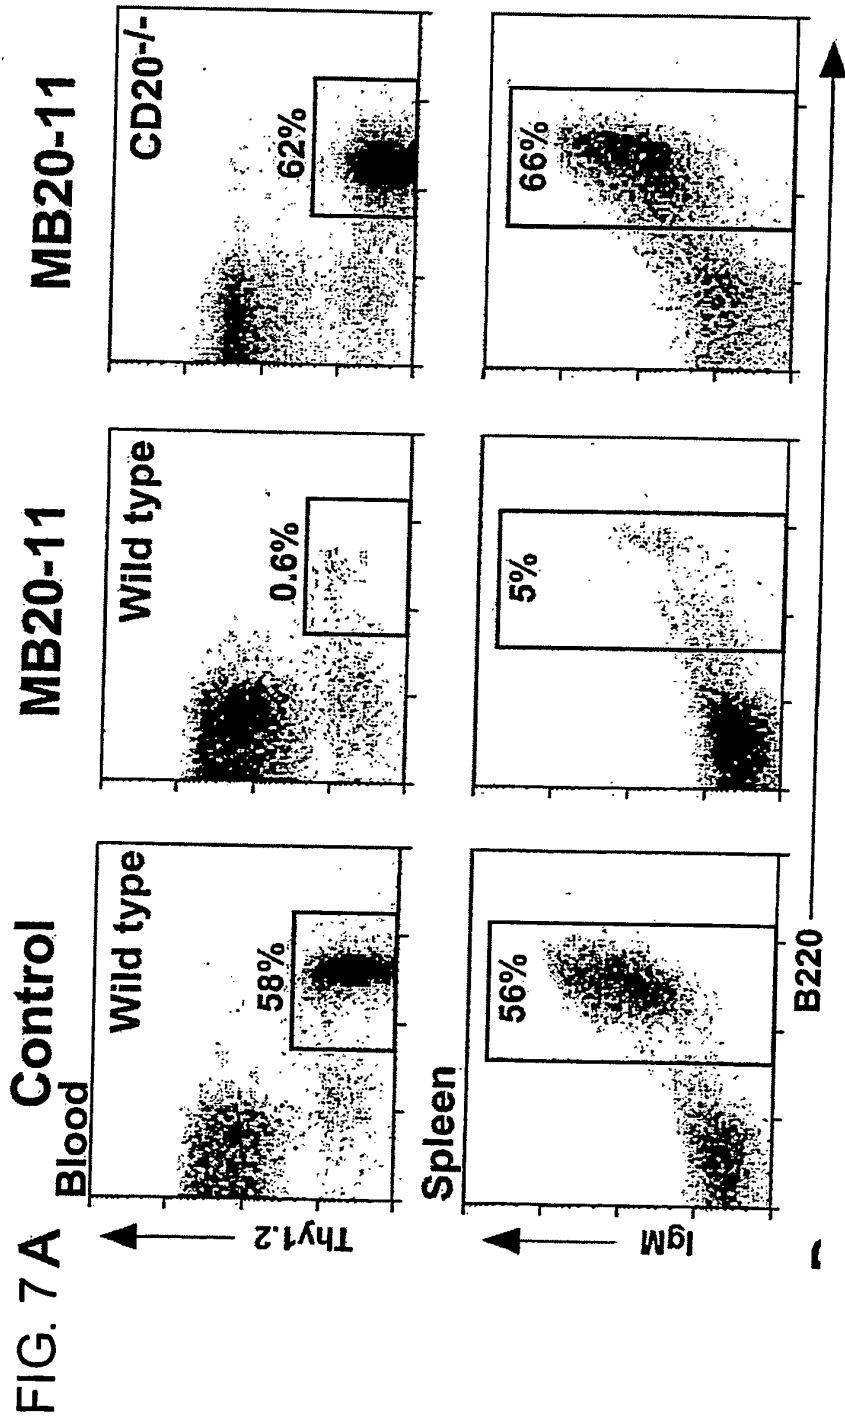 FIG. 7 A
Control
MB20-11
MB20-11
Blood
Wild type
Wild type
CD20-/-
58%
0.6%
62%
Thy1.2
Spleen
56%
5%
66%
IgM
B220